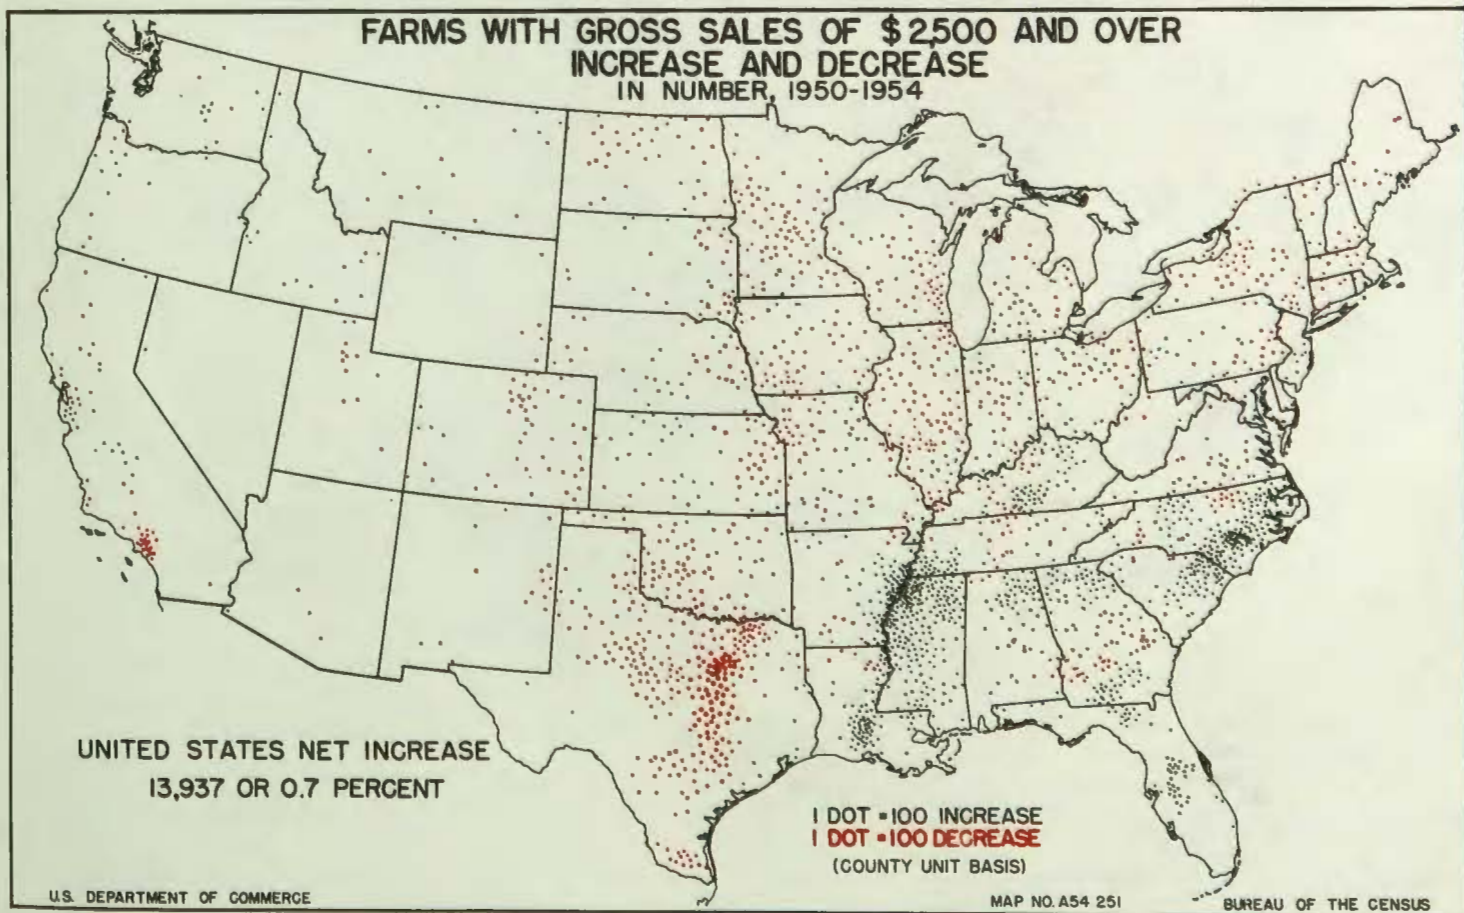 FARMS WITH GROSS SALES OF $2,500 AND OVER
INCREASE AND DECREASE
IN NUMBER, 1950-1954
UNITED STATES NET INCREASE
13,937 OR 0.7 PERCENT
1 DOT = 100 INCREASE
1 DOT = 100 DECREASE
(COUNTY UNIT BASIS)
U.S. DEPARTMENT OF COMMERCE
MAP NO. A54 251
BUREAU OF THE CENSUS